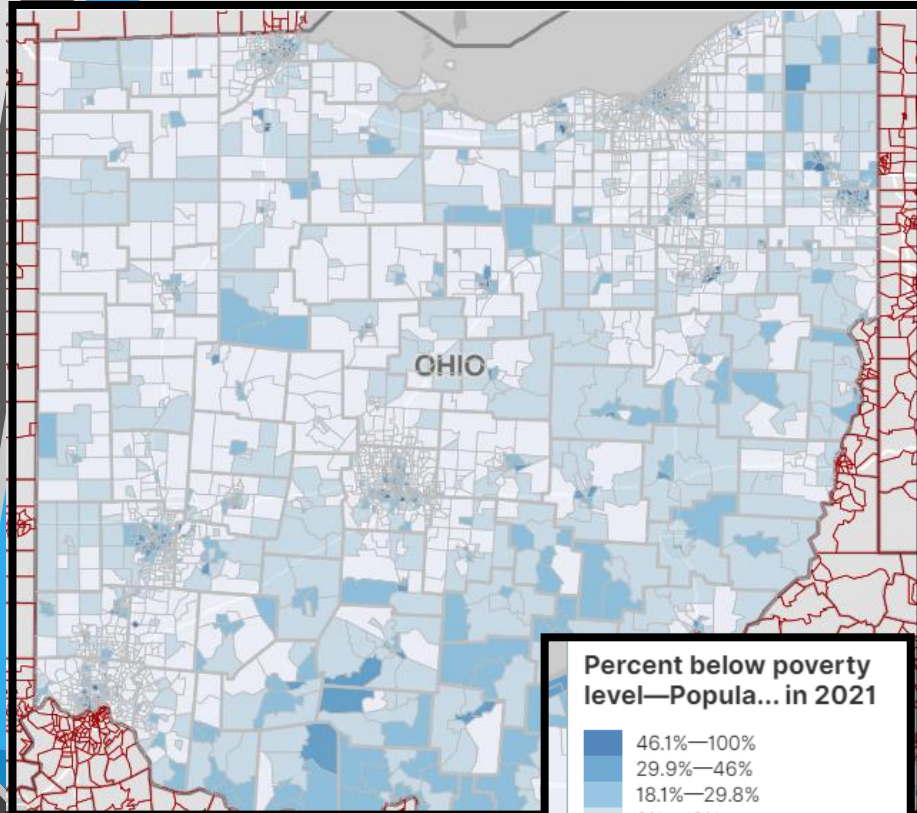 OHIO
Percent below poverty
level—Popula... in 2021
46.1%—100%
29.9%—46%
18.1%—29.8%